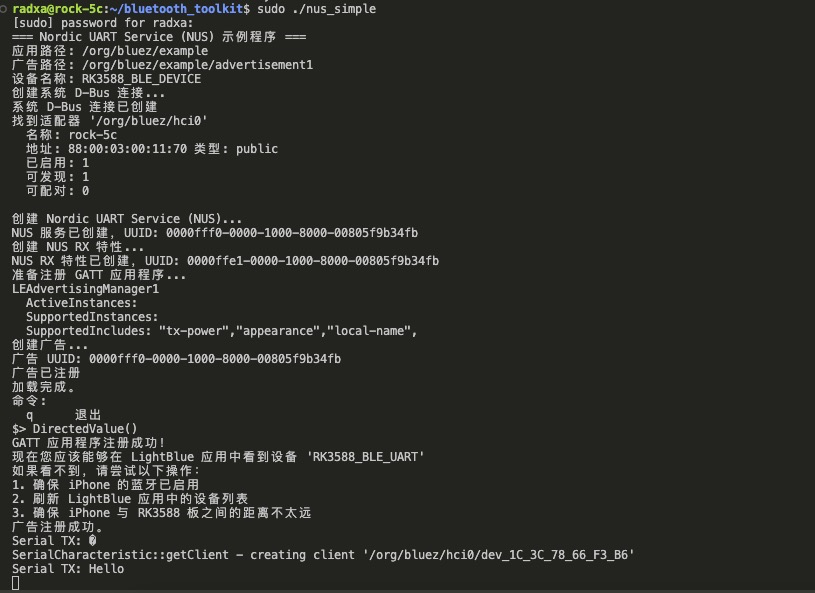 radxa@rock-5c:~/bluetooth_toolkit$ sudo ./nus_simple
[sudo] password for radxa:
=== Nordic UART Service (NUS) 示例程序 ===
应用路径: /org/bluez/example
广告路径: /org/bluez/example/advertisement1
设备名称: RK3588_BLE_DEVICE
创建系统 D-Bus 连接...
系统 D-Bus 连接已创建
找到适配器 '/org/bluez/hci0'
  名称: rock-5c
  地址: 88:00:03:00:11:70 类型: public
  已启用: 1
  可发现: 1
  可配对: 0

创建 Nordic UART Service (NUS)...
NUS 服务已创建, UUID: 0000fff0-0000-1000-8000-00805f9b34fb
创建 NUS RX 特性...
NUS RX 特性已创建, UUID: 0000ffe1-0000-1000-8000-00805f9b34fb
准备注册 GATT 应用程序...
LEAdvertisingManager1
  ActiveInstances:
  SupportedInstances:
  SupportedIncludes: "tx-power","appearance","local-name",
创建广告...
广告 UUID: 0000fff0-0000-1000-8000-00805f9b34fb
广告已注册
加载完成。
命令:
  q      退出
$> DirectedValue()
GATT 应用程序注册成功!
现在您应该能够在 LightBlue 应用中看到设备 'RK3588_BLE_UART'
如果看不到, 请尝试以下操作:
1. 确保 iPhone 的蓝牙已启用
2. 刷新 LightBlue 应用中的设备列表
3. 确保 iPhone 与 RK3588 板之间的距离不太远
广告注册成功。
Serial TX: �
SerialCharacteristic::getClient - creating client '/org/bluez/hci0/dev_1C_3C_78_66_F3_B6'
Serial TX: Hello